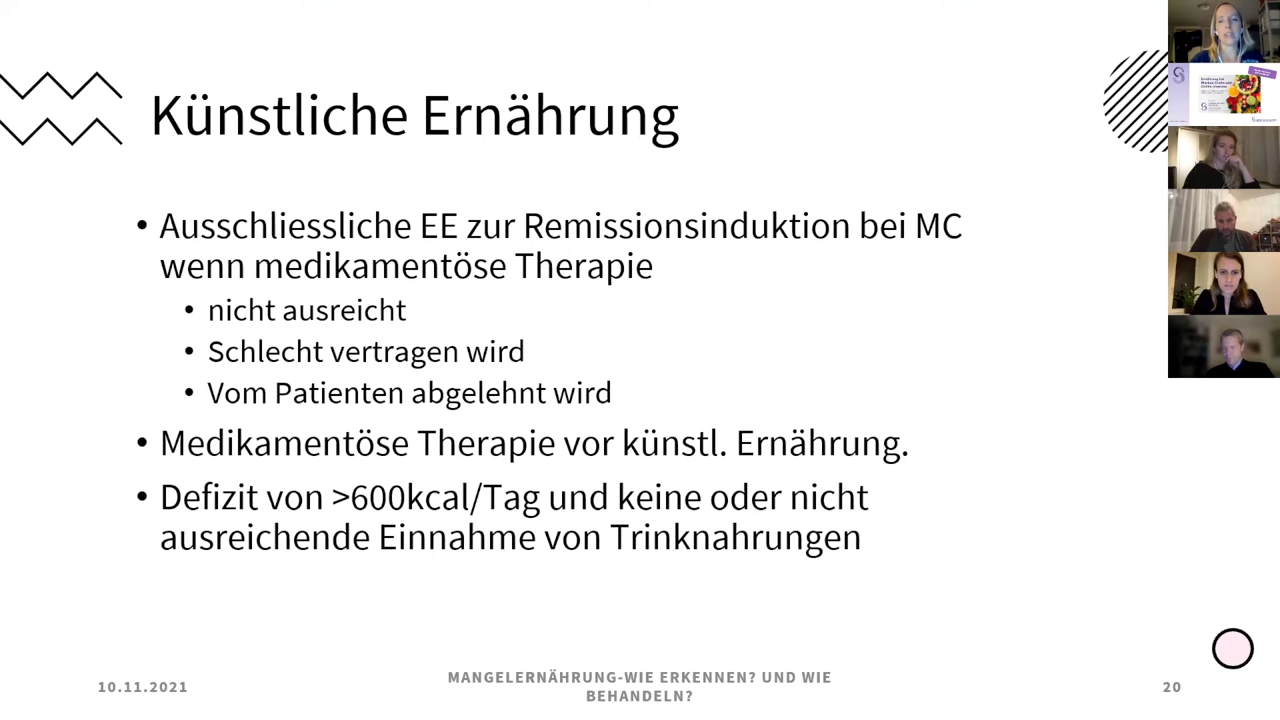 Künstliche Ernährung
• Ausschliessliche EE zur Remissionsinduktion bei MC
wenn medikamentöse Therapie
• nicht ausreicht
• Schlecht vertragen wird
• Vom Patienten abgelehnt wird
• Medikamentöse Therapie vor künstl. Ernährung.
• Defizit von >600kcal/Tag und keine oder nicht
ausreichende Einnahme von Trinknahrungen
10.11.2021
MANGELERNÄHRUNG-WIE ERKENNEN? UND WIE
BEHANDELN?
20